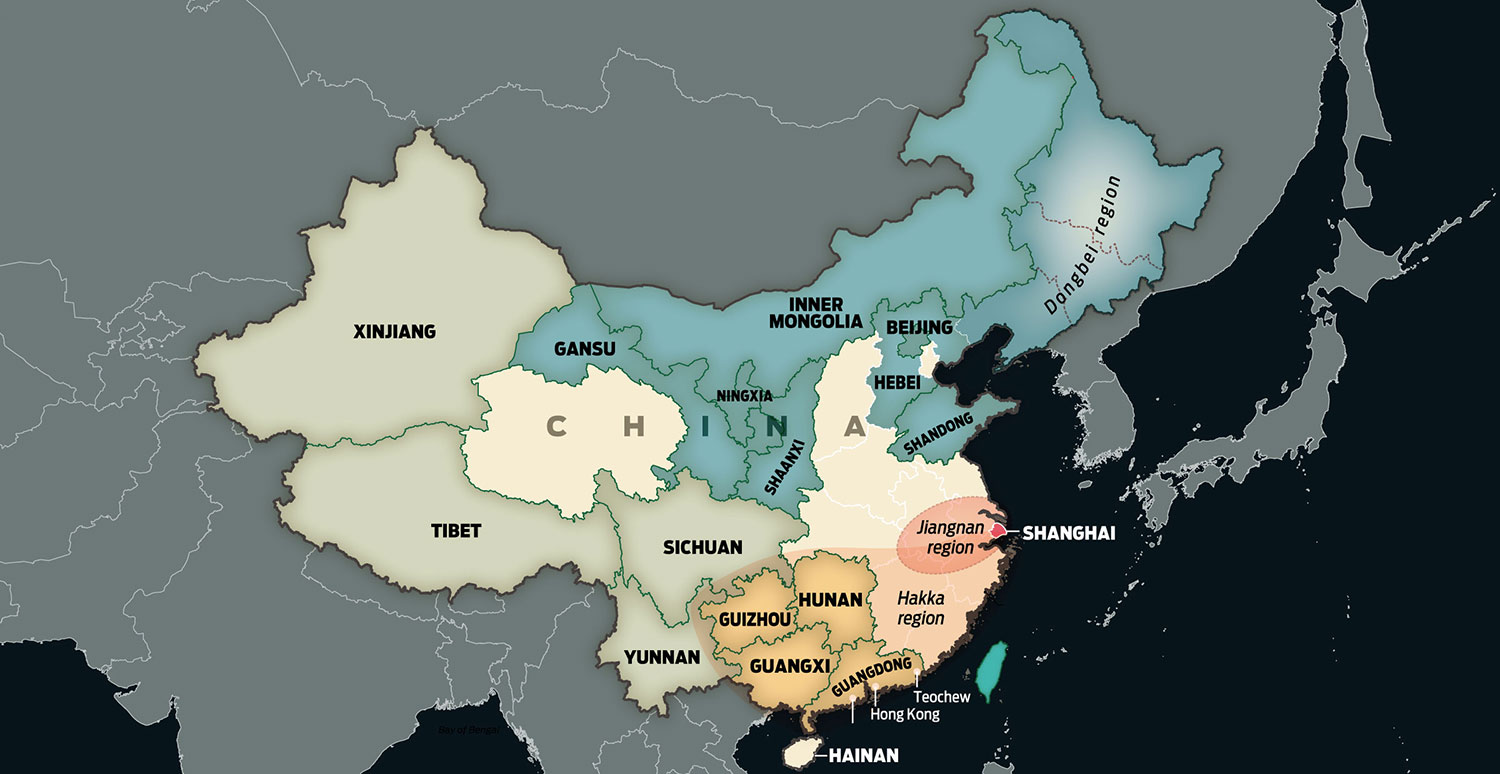 Dongbei region
INNER
MONGOLIA
BEIJING
XINJIANG
GANSU
HEBEI
NINGXIA
CHINA
SHANDONG
SHAANXI
TIBET
Jiangnan
region
SHANGHAI
SICHUAN
HUNAN
Hakka
region
GUIZHOU
YUNNAN
GUANGXI
GUANGDONG
Teochew
Hong Kong
Bay of Bengal
HAINAN